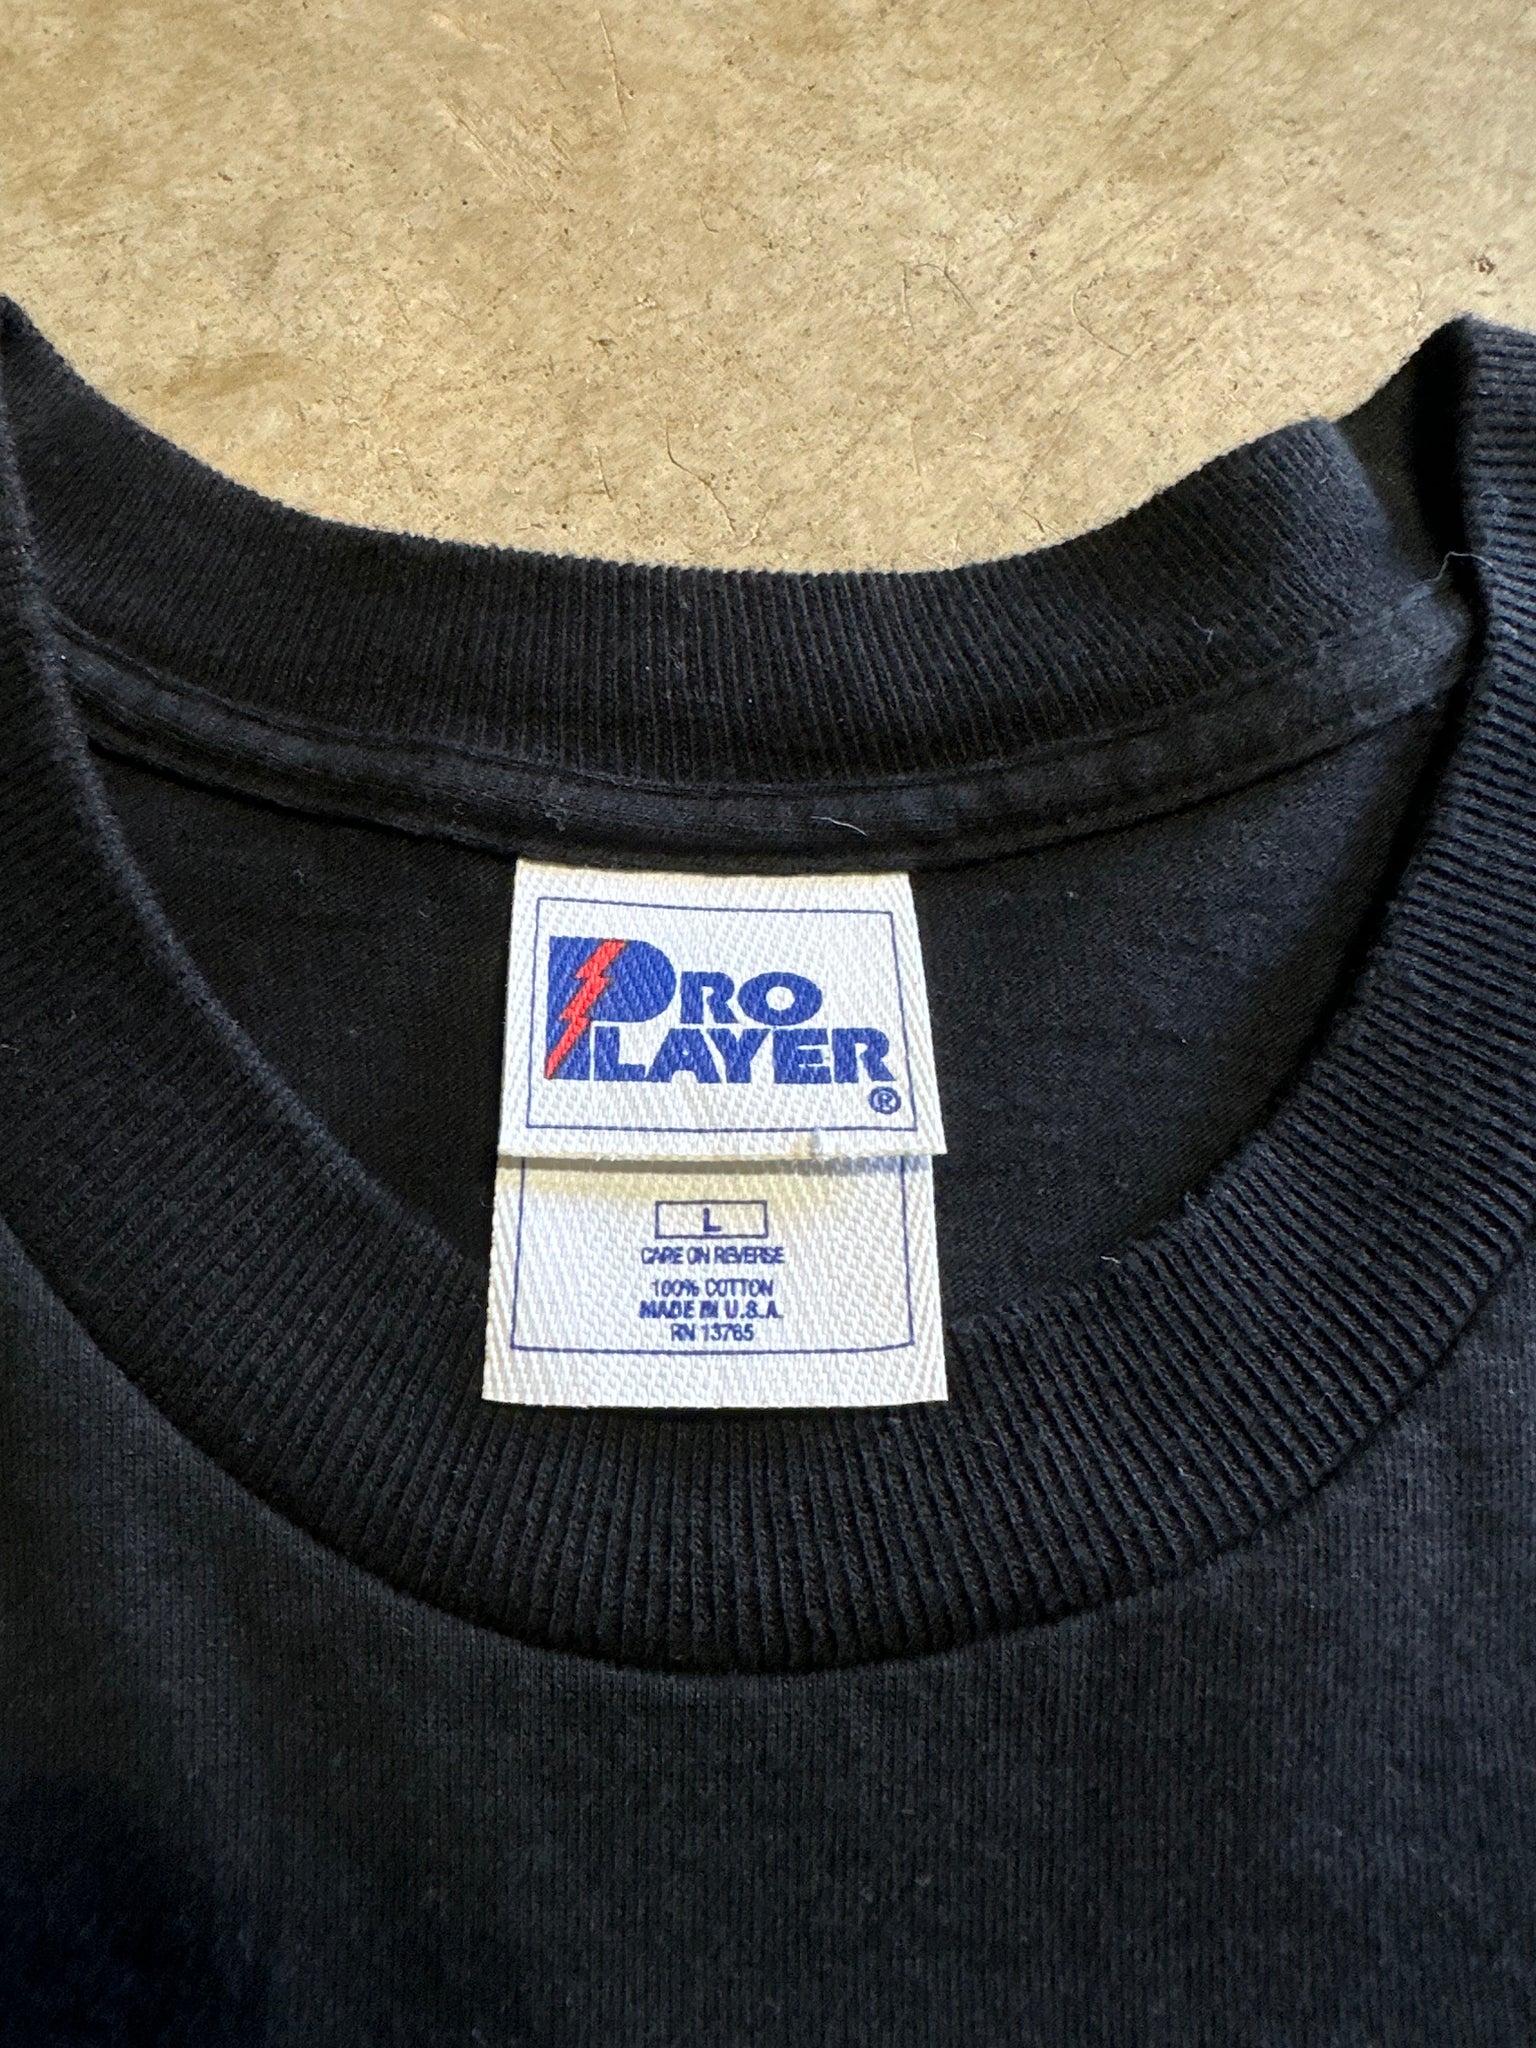 PRO
PLAYER
®
L
CARE ON REVERSE
100% COTTON
MADE IN U.S.A.
RN 13765